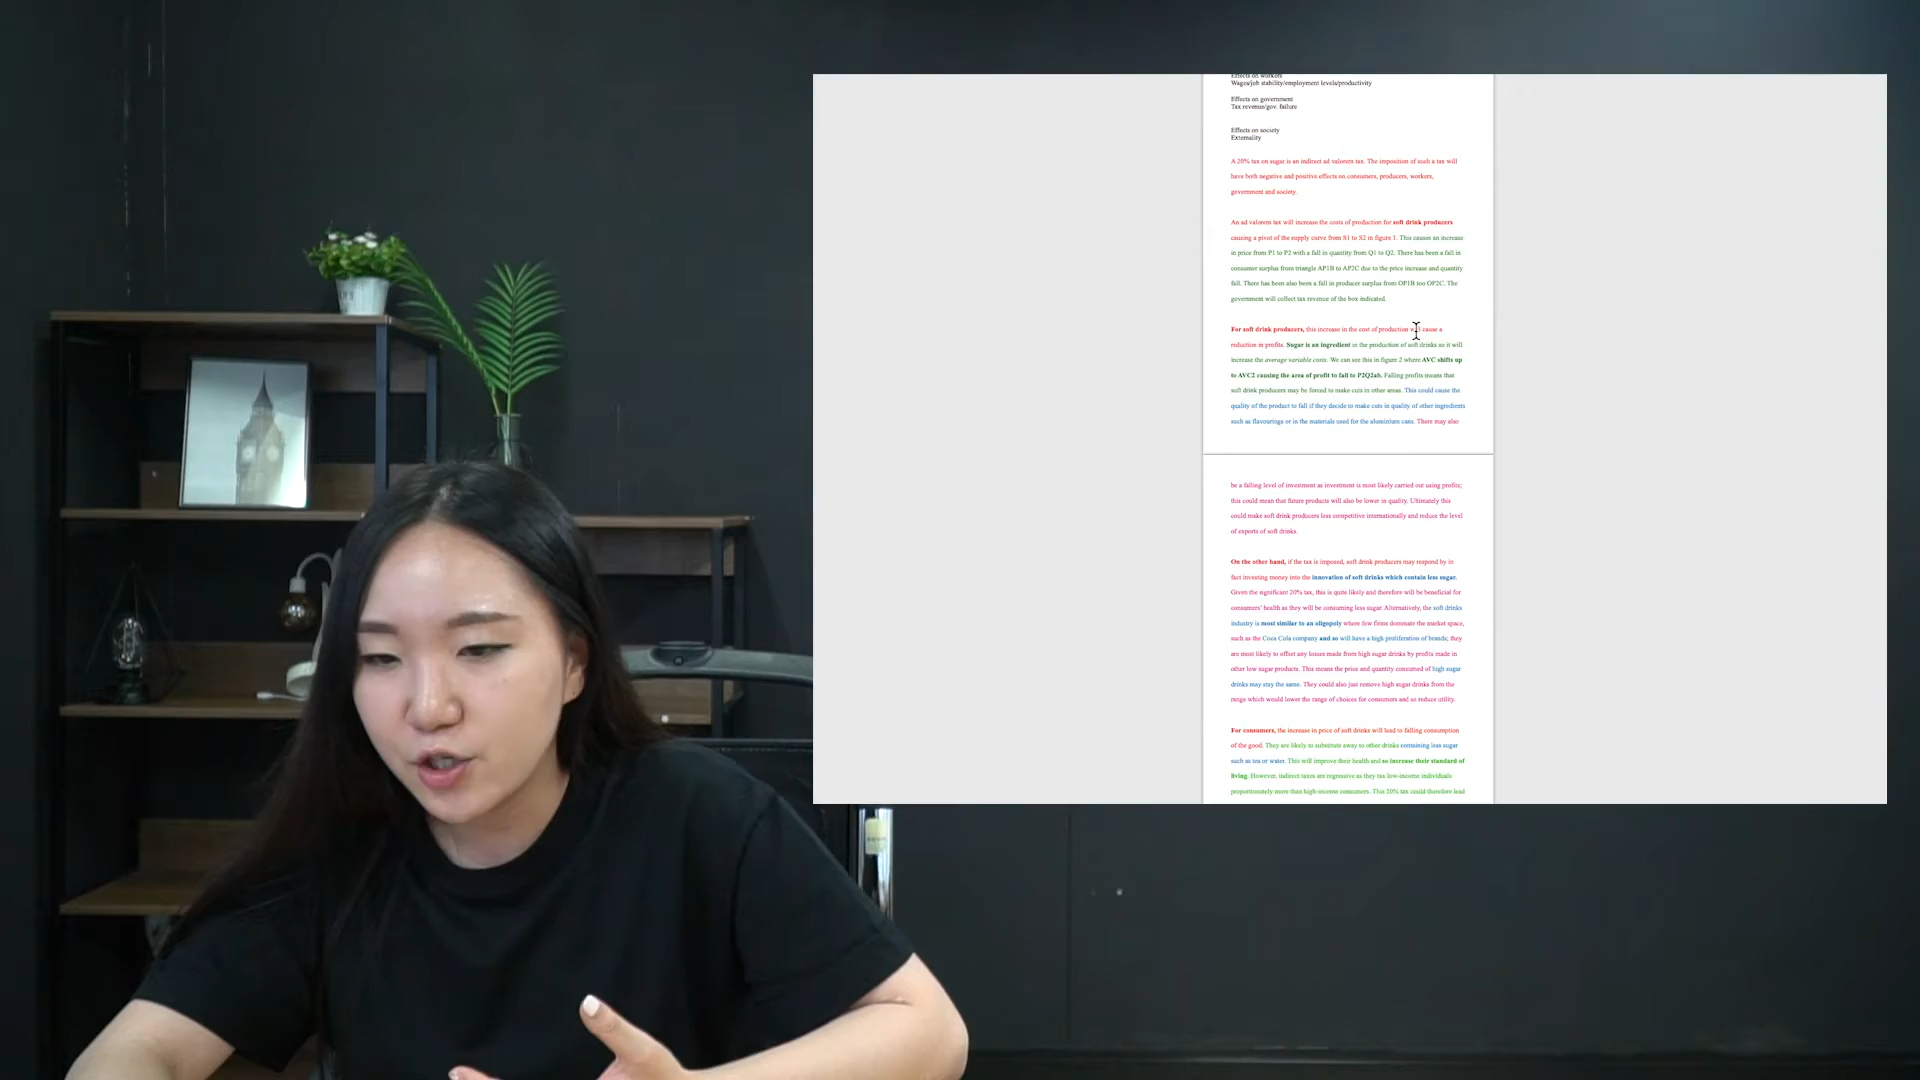 Effects on workers
Wages/job stability/employment levels/productivity
Effects on government
Tax revenue/gov. failure
Effects on society
Externality
A 20% tax on sugar is an indirect ad valorem tax. The imposition of such a tax will
have both negative and positive effects on consumers, producers, workers,
government and society.
An ad valorem tax will increase the costs of production for soft drink producers
causing a pivot of the supply curve from S1 to S2 in figure 1. This causes an increase
in price from P1 to P2 with a fall in quantity from Q1 to Q2. There has been a fall in
consumer surplus from triangle AP1B to AP2C due to the price increase and quantity
fall. There has been also been a fall in producer surplus from OP1B too OP2C. The
government will collect tax revenue of the box indicated.
For soft drink producers, this increase in the cost of production will cause a
reduction in profits. Sugar is an ingredient in the production of soft drinks so it will
increase the average variable costs. We can see this in figure 2 where AVC shifts up
to AVC2 causing the area of profit to fall to P2Q2ab. Falling profits means that
soft drink producers may be forced to make cuts in other areas. This could cause the
quality of the product to fall if they decide to make cuts in quality of other ingredients
such as flavourings or in the materials used for the aluminium cans. There may also
be a falling level of investment as investment is most likely carried out using profits;
this could mean that future products will also be lower in quality. Ultimately this
could make soft drink producers less competitive internationally and reduce the level
of exports of soft drinks.
On the other hand, if the tax is imposed, soft drink producers may respond by in
fact investing money into the innovation of soft drinks which contain less sugar.
Given the significant 20% tax, this is quite likely and therefore will be beneficial for
consumers' health as they will be consuming less sugar. Alternatively, the soft drinks
industry is most similar to an oligopoly where few firms dominate the market space,
such as the Coca Cola company and so will have a high proliferation of brands; they
are most likely to offset any losses made from high sugar drinks by profits made in
other low sugar products. This means the price and quantity consumed of high sugar
drinks may stay the same. They could also just remove high sugar drinks from the
range which would lower the range of choices for consumers and so reduce utility.
For consumers, the increase in price of soft drinks will lead to falling consumption
of the good. They are likely to substitute away to other drinks containing less sugar
such as tea or water. This will improve their health and so increase their standard of
living. However, indirect taxes are regressive as they tax low-income individuals
proportionately more than high-income consumers. This 20% tax could therefore lead